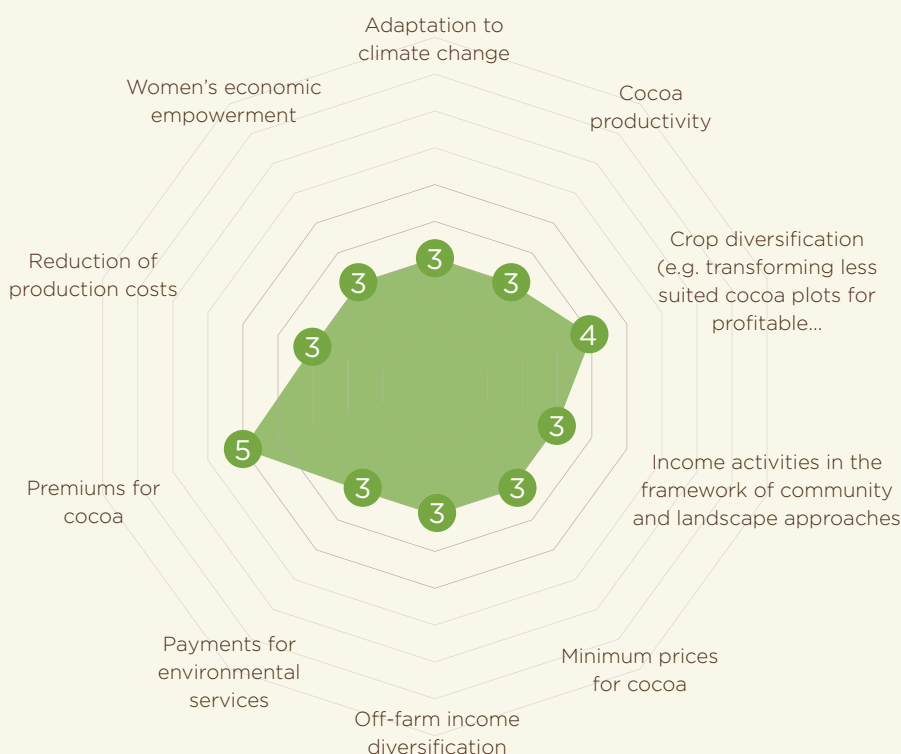 Adaptation to
climate change
Women’s economic
empowerment
Cocoa
productivity
Crop diversification
(e.g. transforming less
suited cocoa plots for
profitable...
Reduction of
production costs
3
3
3
4
3
3
5
3
3
3
Income activities in the
framework of community
and landscape approaches
Premiums for
cocoa
Payments for
environmental
services
Minimum prices
for cocoa
Off-farm income
diversification